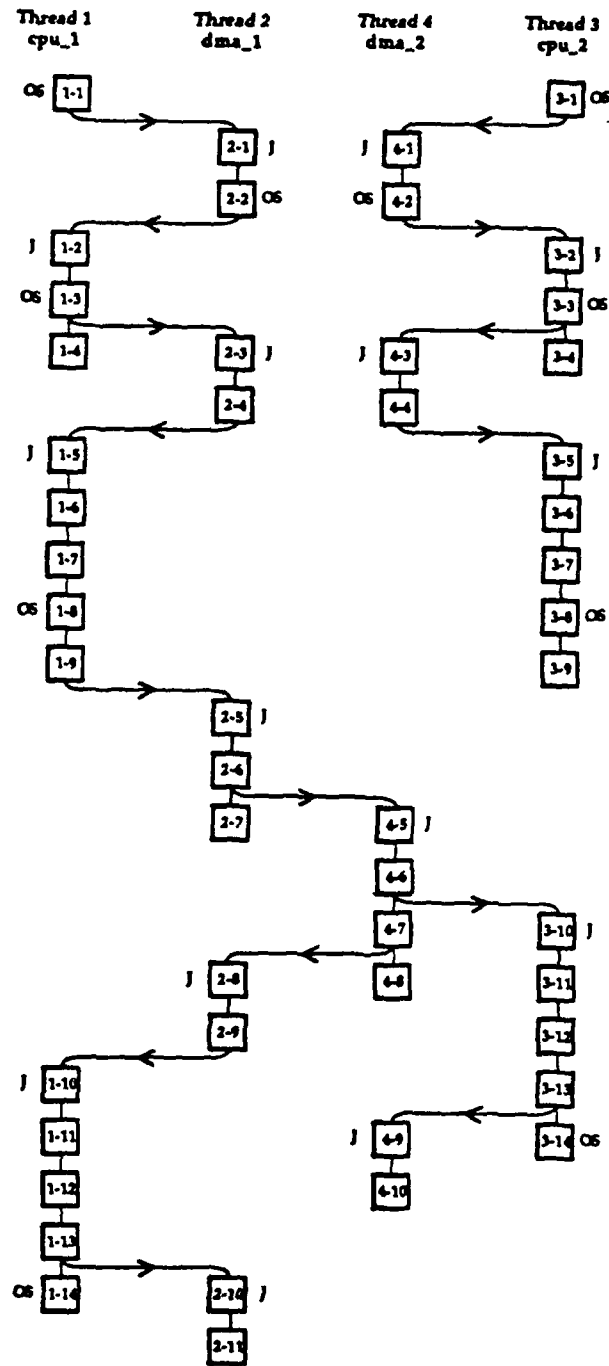 Thread 1 Thread 2 Thread 4 Thread 3
cpu_1 dma_1 dma_2 cpu_2
OS 1-1 3-1 OS
2-1 J J 4-1
2-2 OS OS 4-2
J 1-2 3-2 J
OS 1-3 3-3 OS
1-4 2-3 J J 4-3 3-4
2-4 4-4
J 1-5 3-5 J
1-6 3-6
1-7 3-7
OS 1-8 3-8 OS
1-9 3-9
2-5 J
2-6
2-7 4-5 J
4-6
4-7 3-10 J
J 2-8 4-8 3-11
2-9 3-12
J 1-10 3-13
1-11 J 4-9 3-14 OS
1-12 4-10
1-13
OS 1-14 2-10 J
2-11